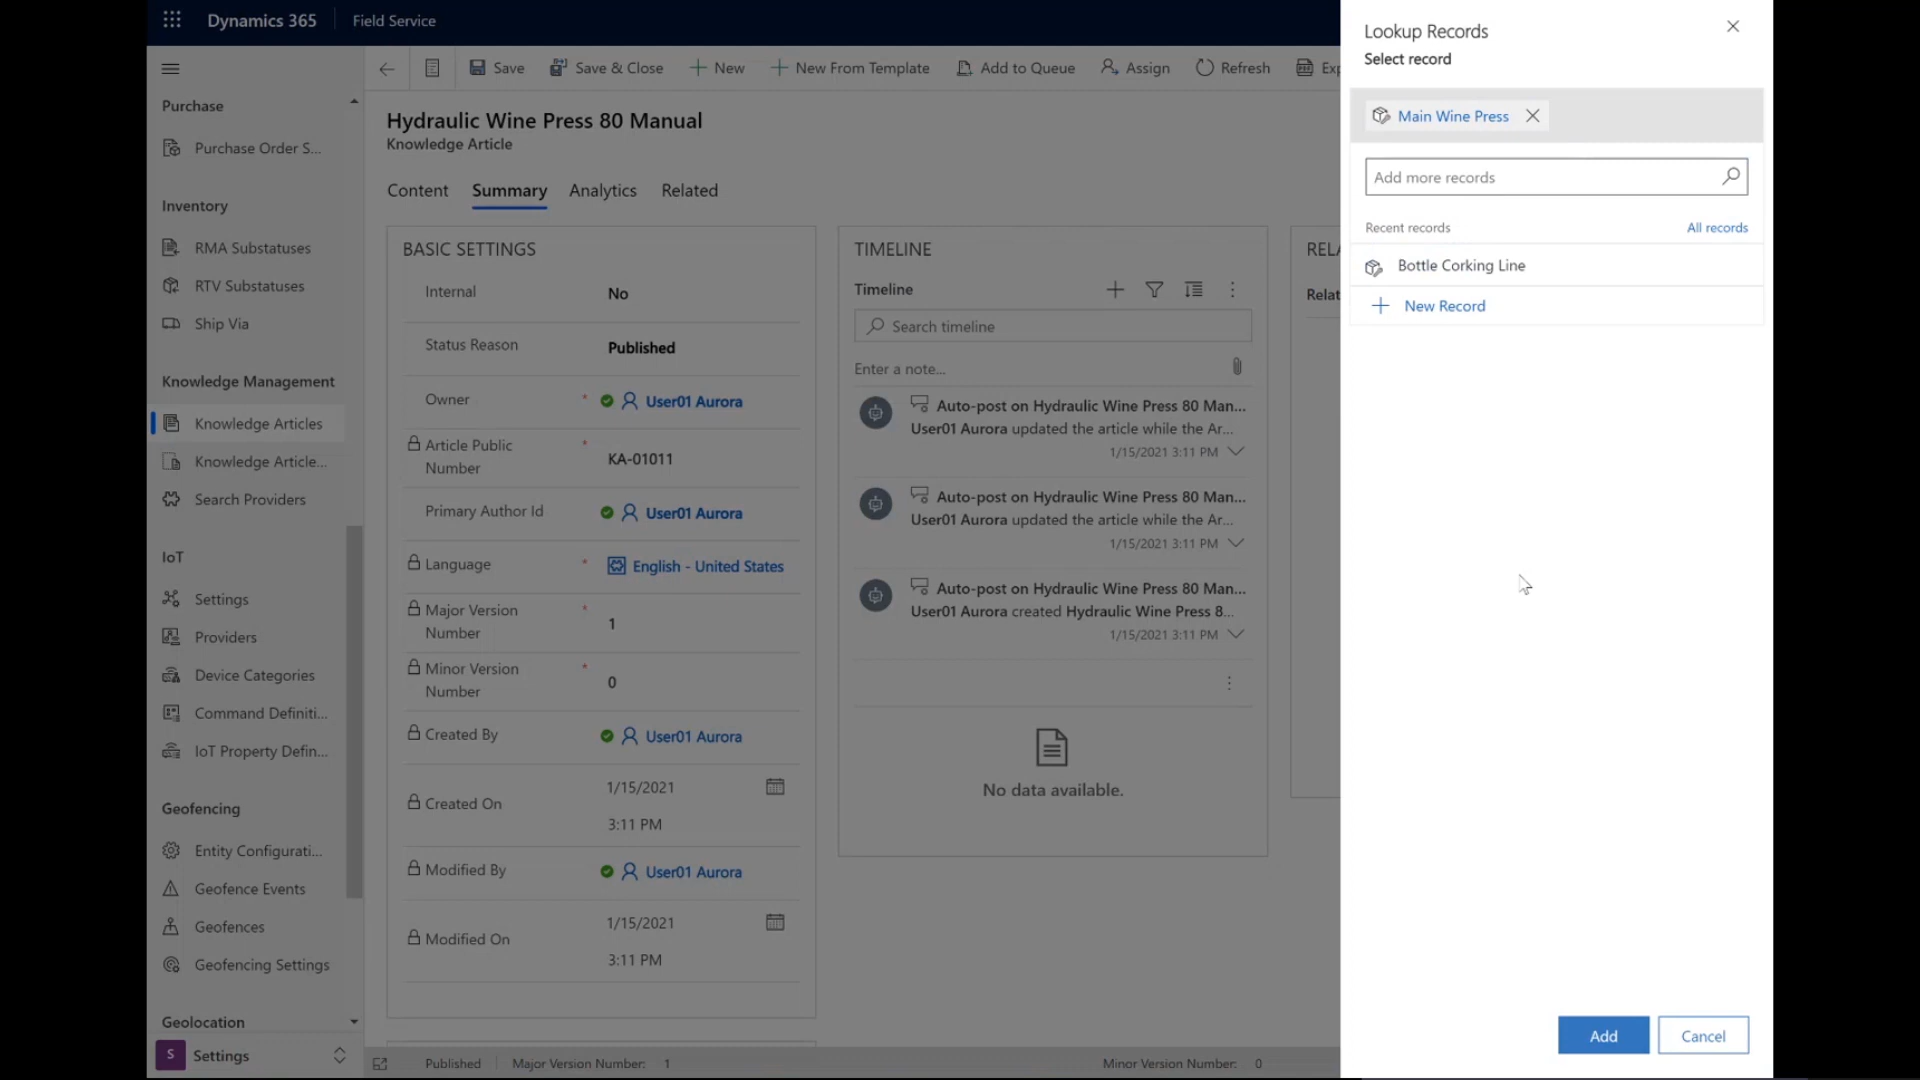 Dynamics 365 Field Service
Save Save & Close New New From Template Add to Queue Assign Refresh Exp
Purchase
Purchase Order S...
Inventory
RMA Substatuses
RTV Substatuses
Ship Via
Knowledge Management
Knowledge Articles
Knowledge Article...
Search Providers
IoT
Settings
Providers
Device Categories
Command Definiti...
IoT Property Defin...
Geofencing
Entity Configurati...
Geofence Events
Geofences
Geofencing Settings
Geolocation
S Settings
Hydraulic Wine Press 80 Manual
Knowledge Article
Content Summary Analytics Related
BASIC SETTINGS
Internal No
Status Reason Published
Owner * User01 Aurora
Article Public Number * KA-01011
Primary Author Id User01 Aurora
Language * English - United States
Major Version Number * 1
Minor Version Number * 0
Created By User01 Aurora
Created On 1/15/2021
3:11 PM
Modified By User01 Aurora
Modified On 1/15/2021
3:11 PM
TIMELINE
Timeline
Search timeline
Enter a note...
Auto-post on Hydraulic Wine Press 80 Man...
User01 Aurora updated the article while the Ar...
1/15/2021 3:11 PM
Auto-post on Hydraulic Wine Press 80 Man...
User01 Aurora updated the article while the Ar...
1/15/2021 3:11 PM
Auto-post on Hydraulic Wine Press 80 Man...
User01 Aurora created Hydraulic Wine Press 8...
1/15/2021 3:11 PM
No data available.
RELA
Relat
Published Major Version Number: 1 Minor Version Number: 0
Lookup Records
Select record
Main Wine Press
Add more records
Recent records All records
Bottle Corking Line
New Record
Add Cancel